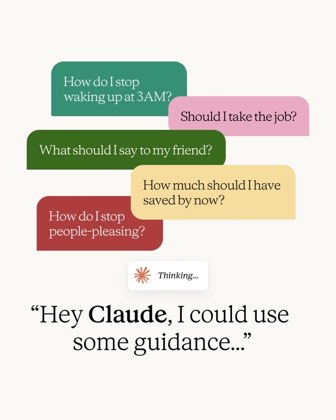 How do I stop
waking up at 3AM?
Should I take the job?
What should I say to my friend?
How much should I have
saved by now?
How do I stop
people-pleasing?
Thinking...
“Hey Claude, I could use
some guidance...”